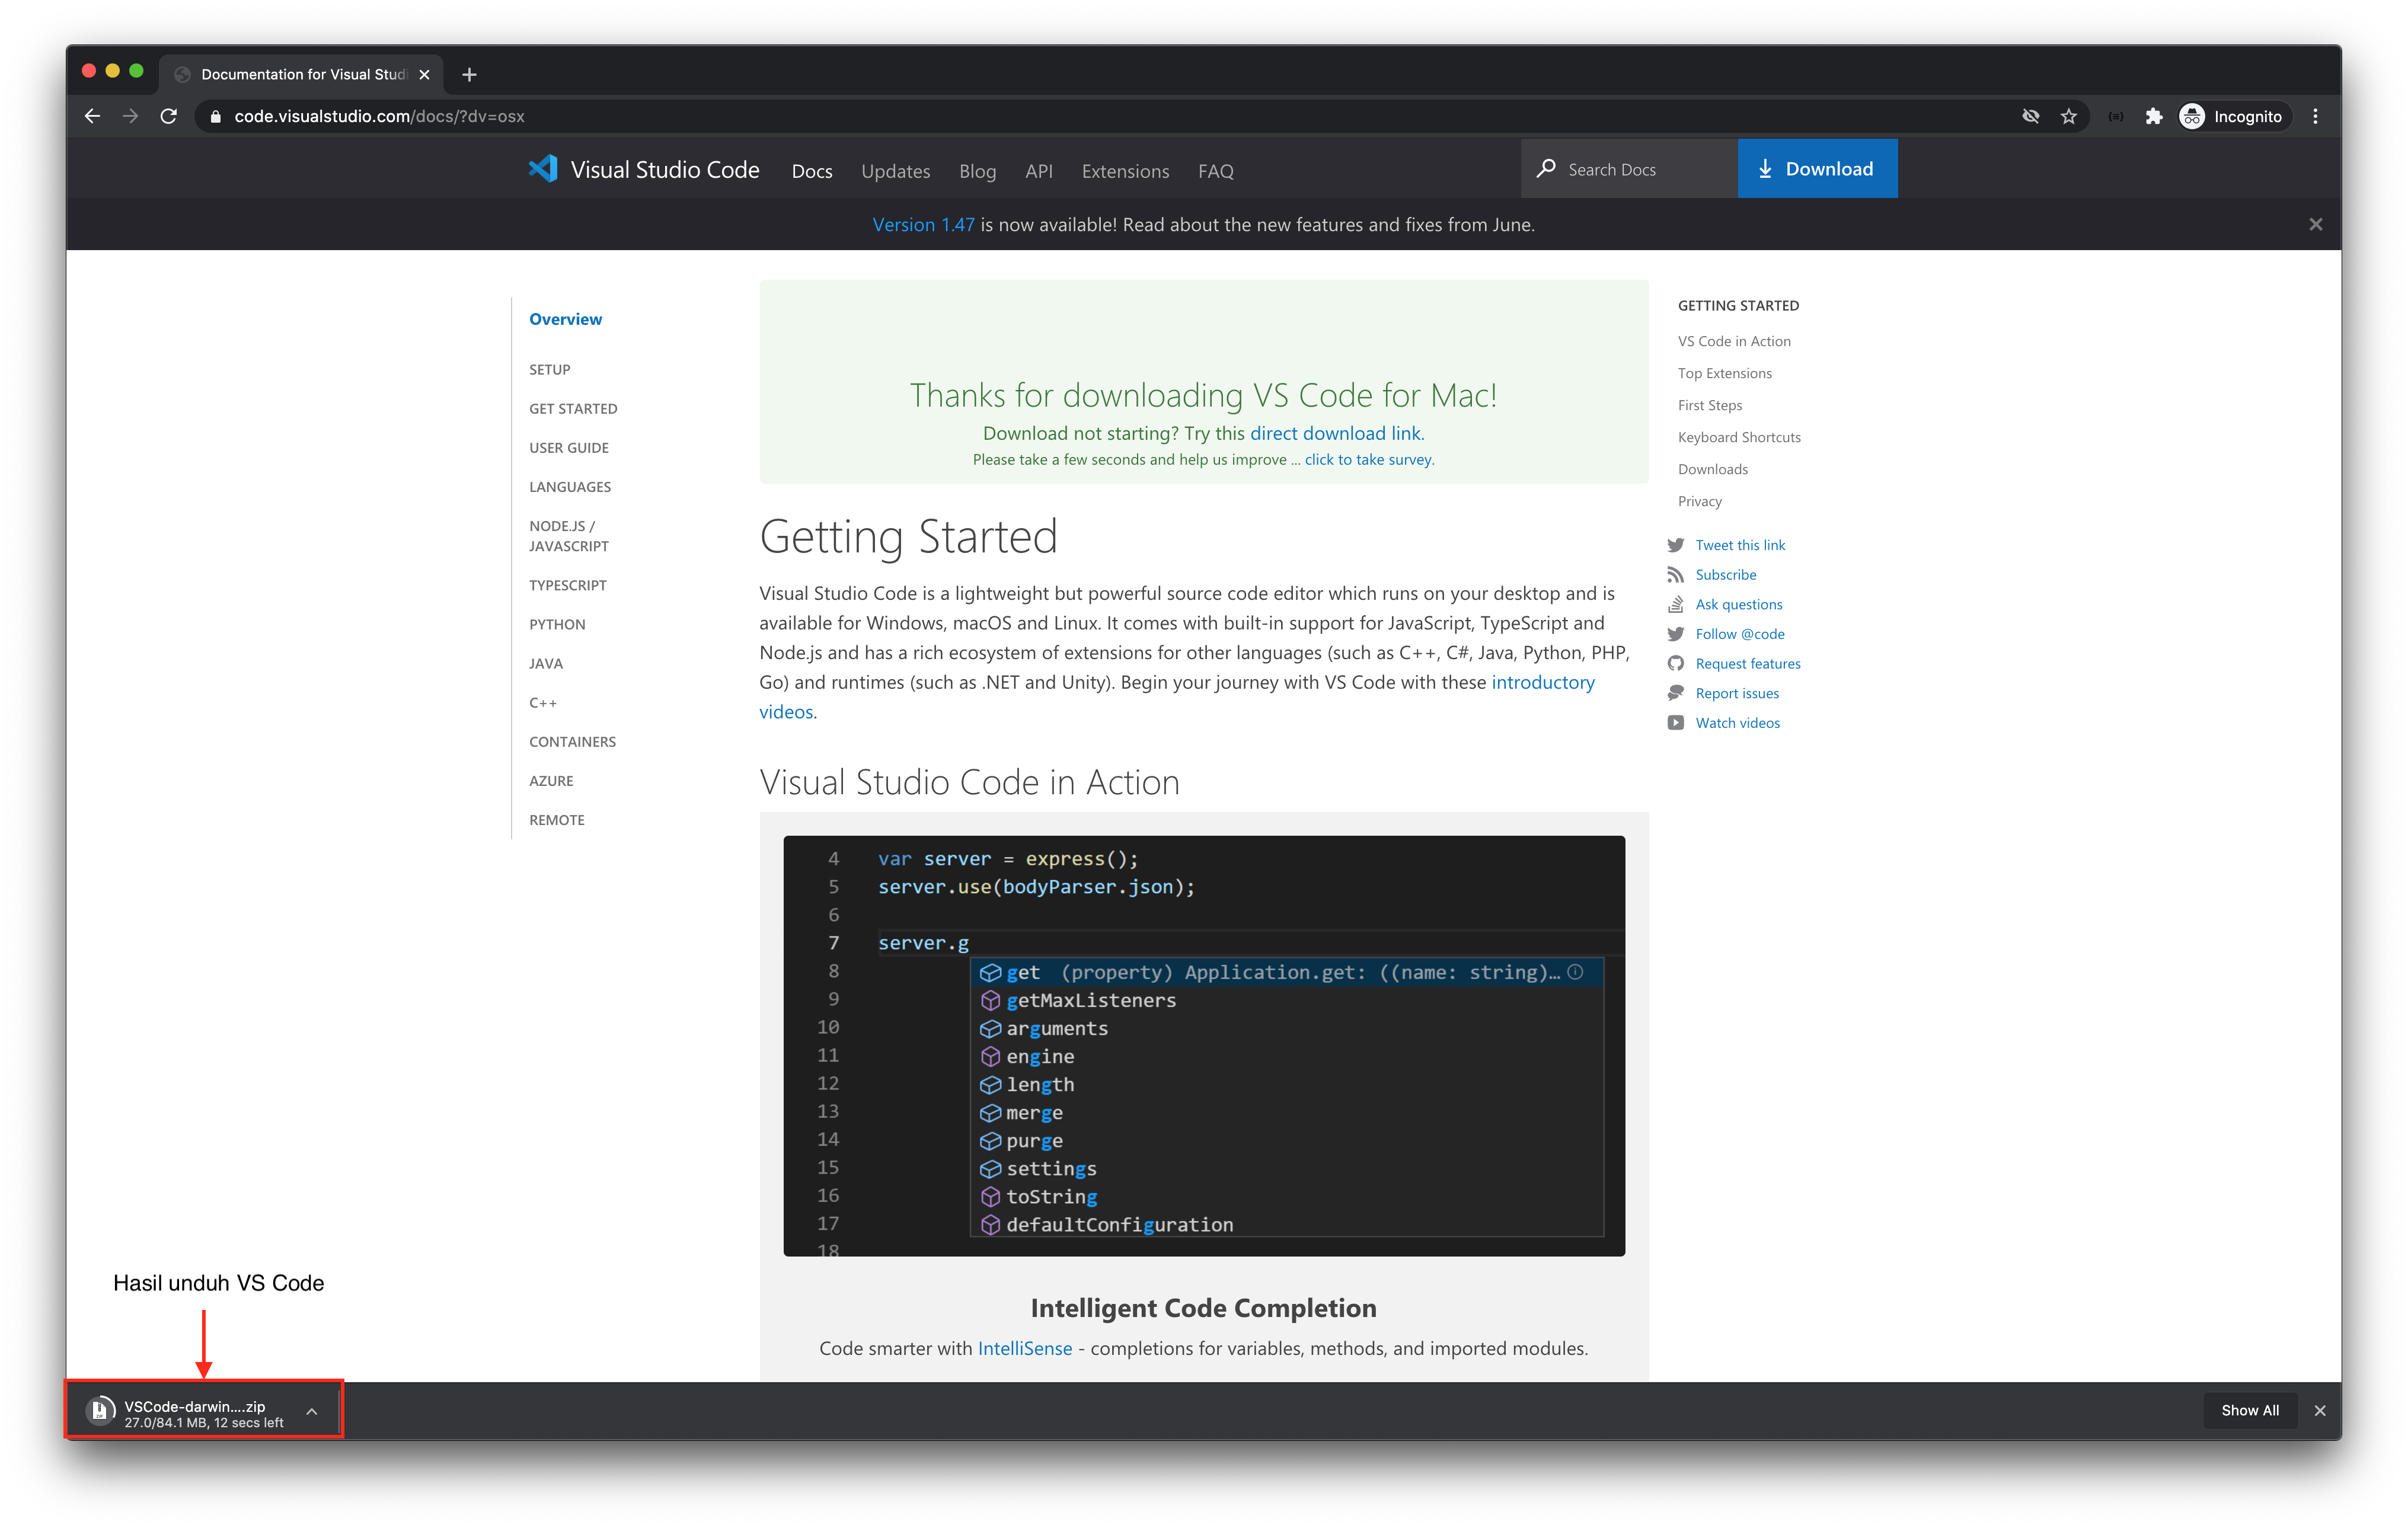 Documentation for Visual Studi
code.visualstudio.com/docs/?dv=osx
Incognito
Visual Studio Code
Docs
Updates
Blog
API
Extensions
FAQ
Search Docs
Download
Version 1.47 is now available! Read about the new features and fixes from June.
Overview
SETUP
GET STARTED
USER GUIDE
LANGUAGES
NODE.JS /
JAVASCRIPT
TYPESCRIPT
PYTHON
JAVA
C++
CONTAINERS
AZURE
REMOTE
Thanks for downloading VS Code for Mac!
Download not starting? Try this direct download link.
Please take a few seconds and help us improve ... click to take survey.
Getting Started
Visual Studio Code is a lightweight but powerful source code editor which runs on your desktop and is
available for Windows, macOS and Linux. It comes with built-in support for JavaScript, TypeScript and
Node.js and has a rich ecosystem of extensions for other languages (such as C++, C#, Java, Python, PHP,
Go) and runtimes (such as .NET and Unity). Begin your journey with VS Code with these introductory
videos.
Visual Studio Code in Action
4 var server = express();
5 server.use(bodyParser.json);
6
7 server.g
8 get (property) Application.get: ((name: string)…
9 getMaxListeners
10 arguments
11 engine
12 length
13 merge
14 purge
15 settings
16 toString
17 defaultConfiguration
18
Intelligent Code Completion
Code smarter with IntelliSense - completions for variables, methods, and imported modules.
GETTING STARTED
VS Code in Action
Top Extensions
First Steps
Keyboard Shortcuts
Downloads
Privacy
Tweet this link
Subscribe
Ask questions
Follow @code
Request features
Report issues
Watch videos
Hasil unduh VS Code
VSCode-darwin....zip
27.0/84.1 MB, 12 secs left
Show All